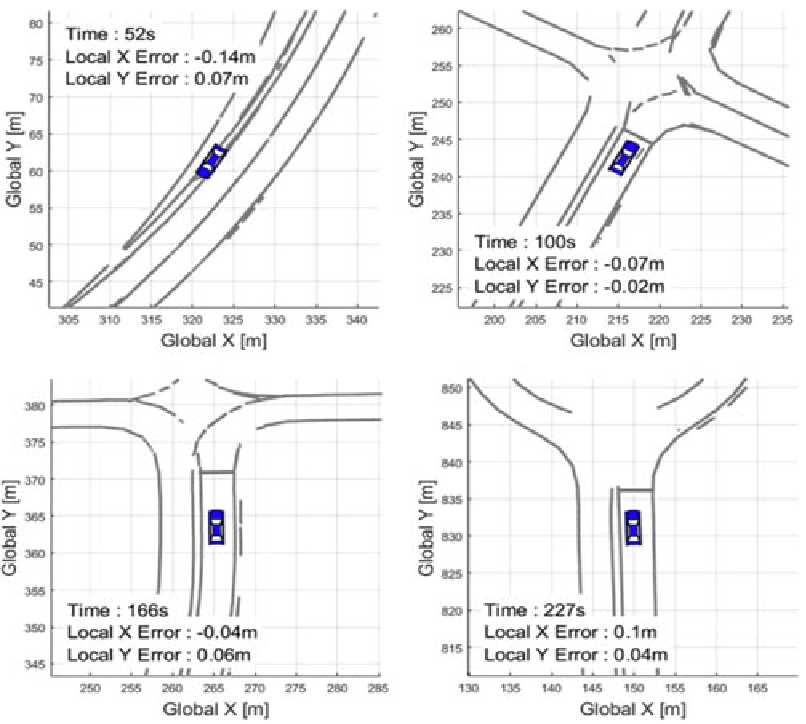 80
75
70
65
60
55
50
45
Global Y [m]
Time : 52s
Local X Error : -0.14m
Local Y Error : 0.07m
305 310 315 320 325 330 335 340
Global X [m]
260
255
250
245
240
235
230
225
Global Y [m]
Time : 100s
Local X Error : -0.07m
Local Y Error : -0.02m
200 205 210 215 220 225 230 235
Global X [m]
380
375
370
365
360
355
350
345
Global Y [m]
Time : 166s
Local X Error : -0.04m
Local Y Error : 0.06m
250 255 260 265 270 275 280 285
Global X [m]
850
845
840
835
830
825
820
815
Global Y [m]
Time : 227s
Local X Error : 0.1m
Local Y Error : 0.04m
130 135 140 145 150 155 160 165
Global X [m]